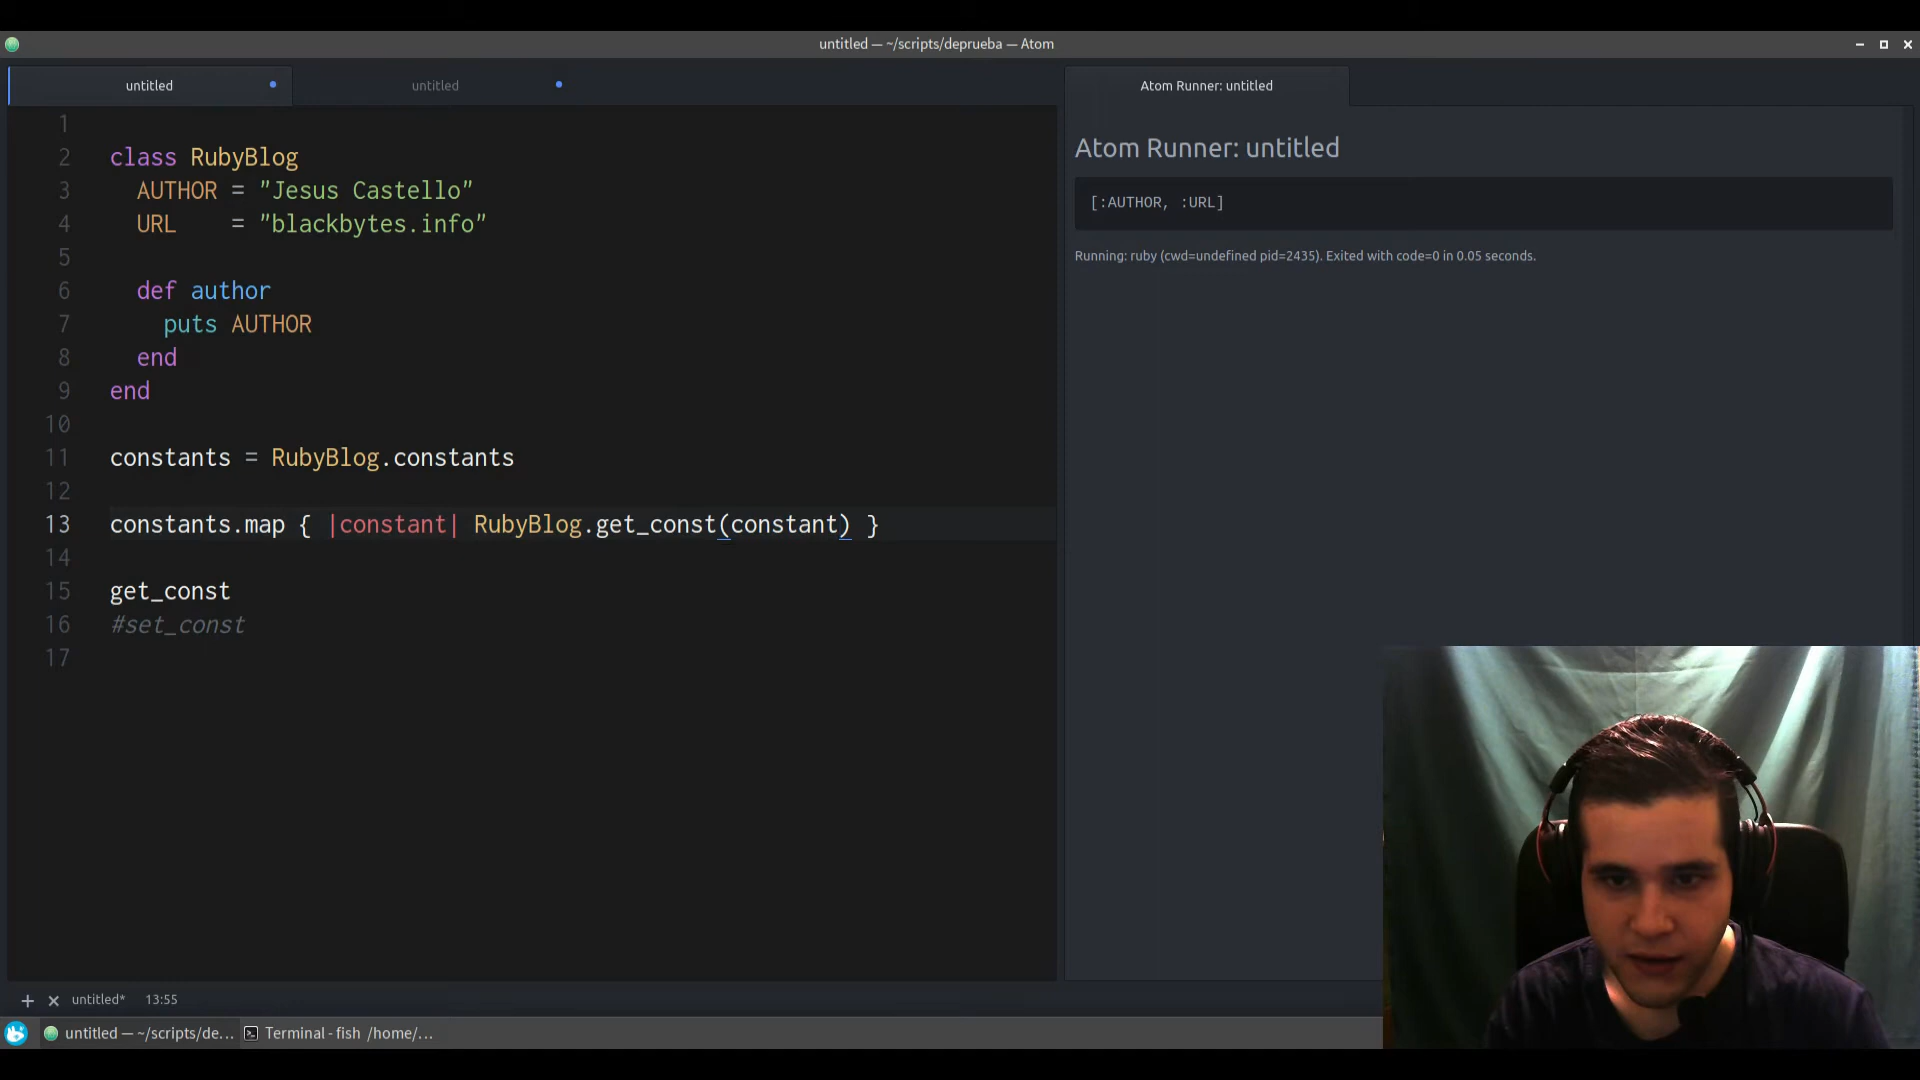 untitled — ~/scripts/deprueba — Atom
untitled
untitled
Atom Runner: untitled
1
2 class RubyBlog
3 AUTHOR = "Jesus Castello"
4 URL = "blackbytes.info"
5
6 def author
7 puts AUTHOR
8 end
9 end
10
11 constants = RubyBlog.constants
12
13 constants.map { |constant| RubyBlog.get_const(constant) }
14
15 get_const
16 #set_const
17
Atom Runner: untitled
[:AUTHOR, :URL]
Running: ruby (cwd=undefined pid=2435). Exited with code=0 in 0.05 seconds.
untitled* 13:55
untitled — ~/scripts/de... Terminal - fish /home/...